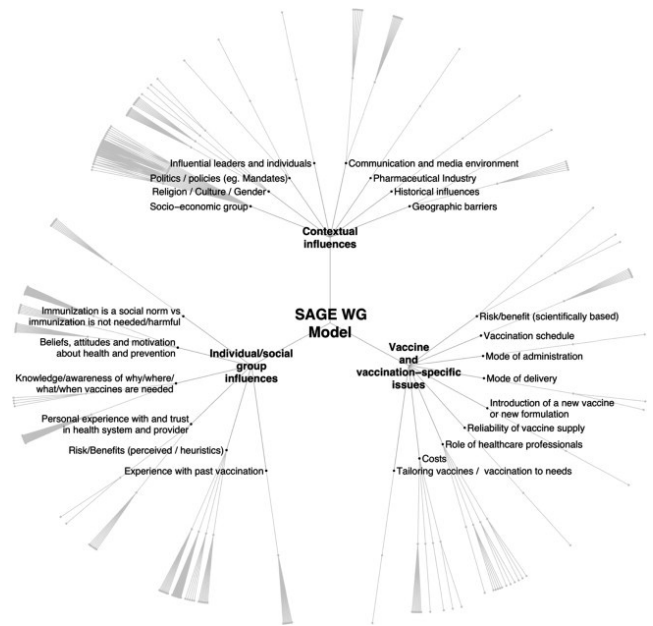 Influential leaders and individuals
Politics / policies (eg. Mandates)
Religion / Culture / Gender
Socio-economic group
Communication and media environment
Pharmaceutical Industry
Historical influences
Geographic barriers
Contextual
influences
SAGE WG
Model
Immunization is a social norm vs
immunization is not needed/harmful
Beliefs, attitudes and motivation
about health and prevention
Knowledge/awareness of why/where/
what/when vaccines are needed
Personal experience with and trust
in health system and provider
Risk/Benefits (perceived / heuristics)
Experience with past vaccination
Individual/social
group
influences
Vaccine
and
vaccination-specific
issues
Risk/benefit (scientifically based)
Vaccination schedule
Mode of administration
Mode of delivery
Introduction of a new vaccine
or new formulation
Reliability of vaccine supply
Role of healthcare professionals
Costs
Tailoring vaccines / vaccination to needs